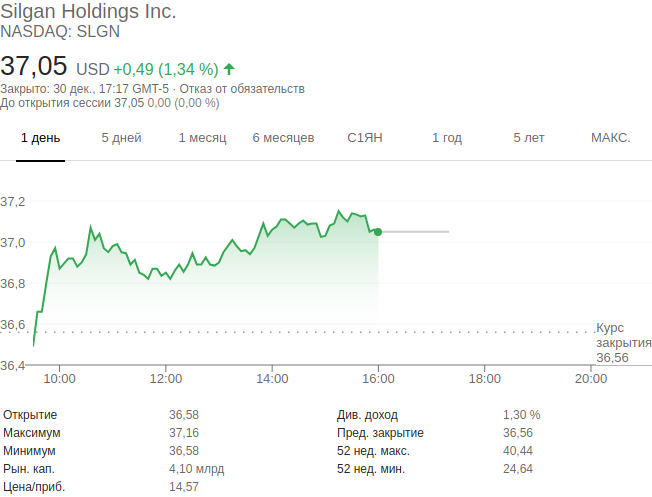 Silgan Holdings Inc.
NASDAQ: SLGN
37,05 USD +0,49 (1,34 %)
Закрыто: 30 дек., 17:17 GMT-5 · Отказ от обязательств
До открытия сессии 37,05 0,00 (0,00 %)
1 день 5 дней 1 месяц 6 месяцев С1ЯН 1 год 5 лет МАКС.
37,2
37,0
36,8
36,6
Курс
закрытия
36,56
36,4
10:00 12:00 14:00 16:00 18:00 20:00
Открытие 36,58 Див. доход 1,30 %
Максимум 37,16 Пред. закрытие 36,56
Минимум 36,58 52 нед. макс. 40,44
Рын. кап. 4,10 млрд 52 нед. мин. 24,64
Цена/приб. 14,57